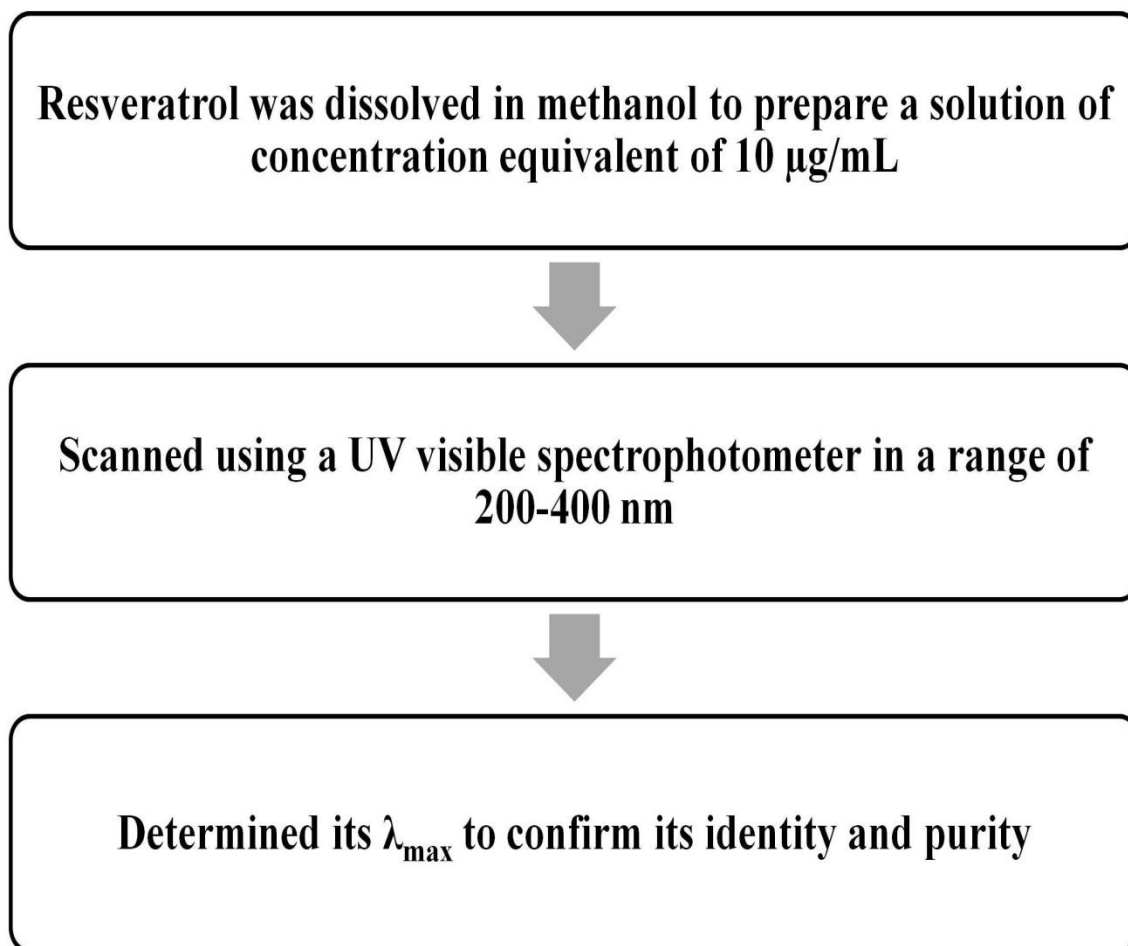 Resveratrol was dissolved in methanol to prepare a solution of
concentration equivalent of 10 µg/mL
Scanned using a UV visible spectrophotometer in a range of
200-400 nm
Determined its λmax to confirm its identity and purity